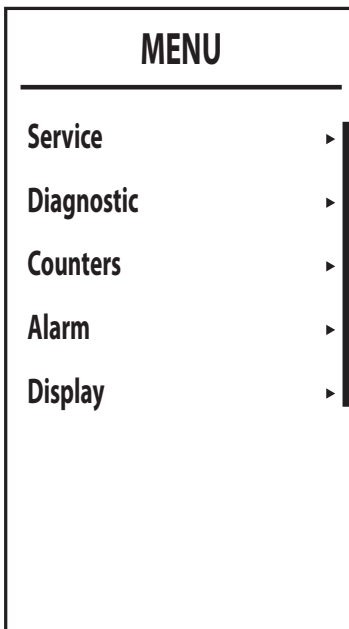 MENU
Service
Diagnostic
Counters
Alarm
Display